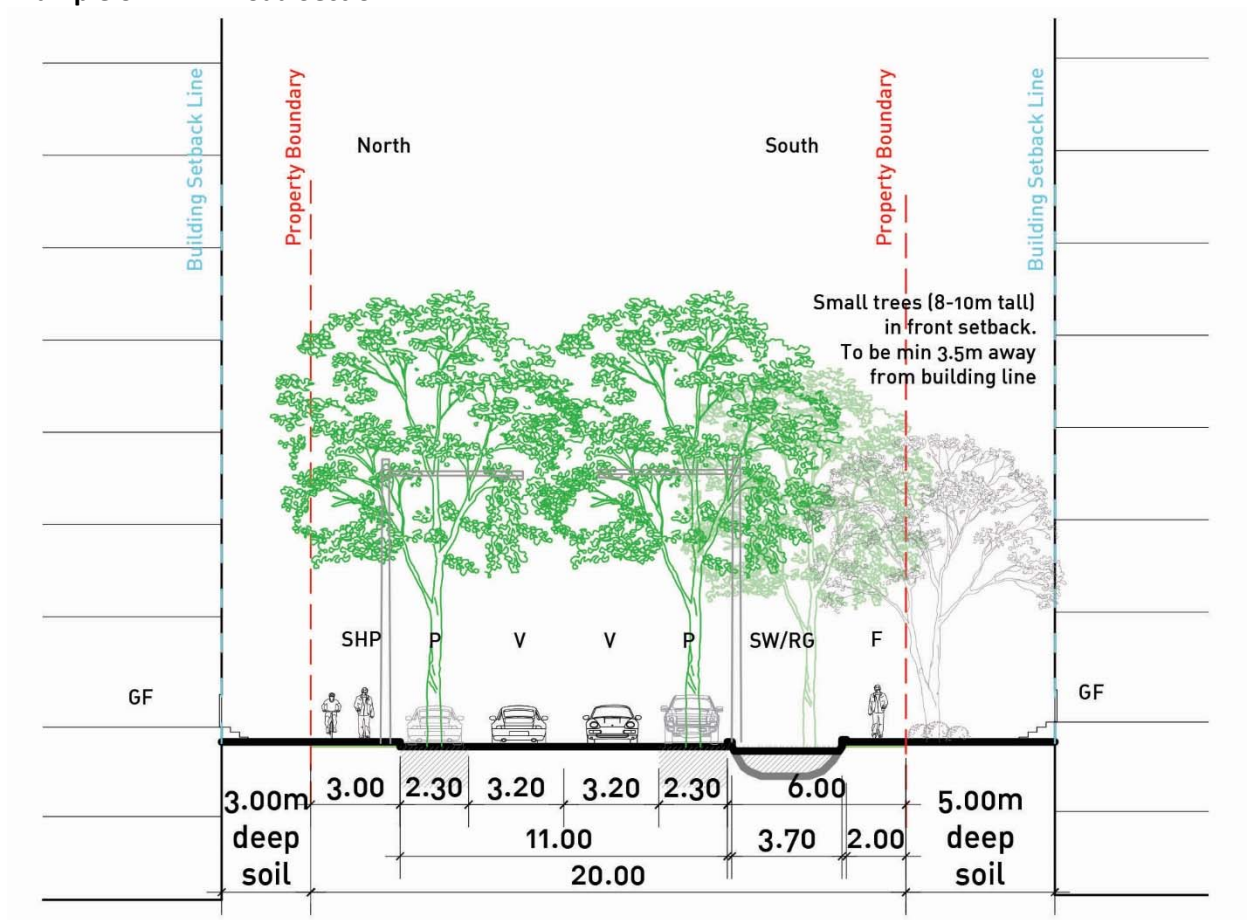 Building Setback Line
Property Boundary
North
South
Property Boundary
Building Setback Line
Small trees (8-10m tall)
in front setback.
To be min 3.5m away
from building line
SHP
P
V
V
P
SW/RG
F
GF
GF
3.00m
deep
soil
3.00
2.30
3.20
3.20
2.30
6.00
11.00
3.70
2.00
20.00
5.00m
deep
soil